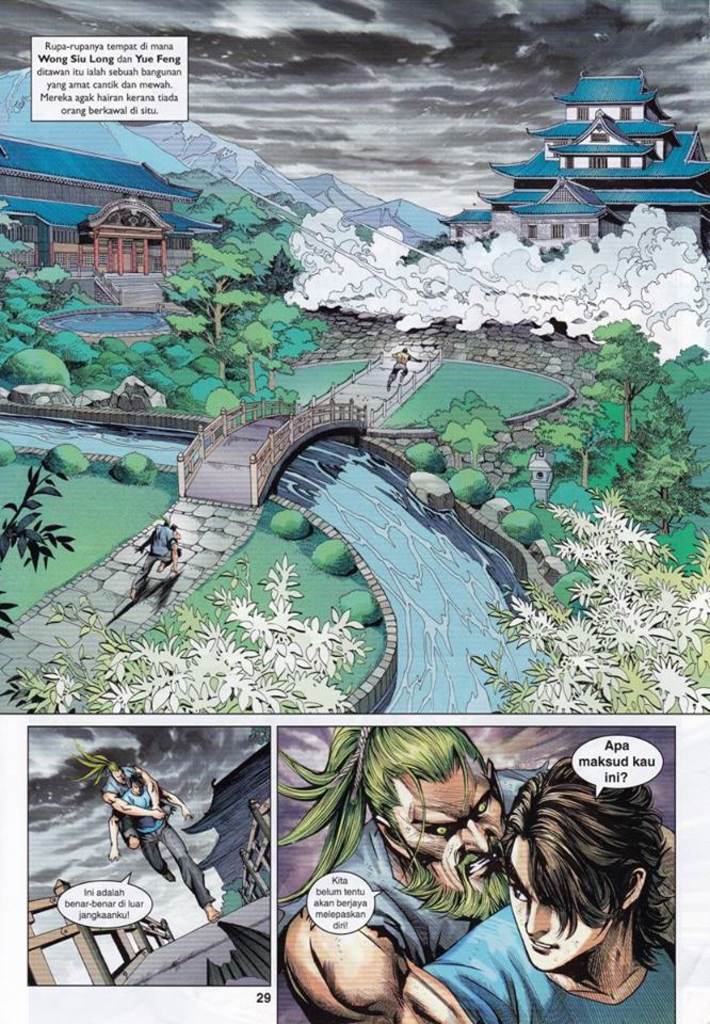 Rupa-rupanya tempat di mana
Wong Siu Long dan Yue Feng
ditawan itu ialah sebuah bangunan
yang amat cantik dan mewah.
Mereka agak hairan kerana tiada
orang berkawal di situ.
Ini adalah
benar-benar di luar
jangkaanku!
Apa
maksud kau
ini?
Kita
belum tentu
akan berjaya
melepaskan
diri!
29